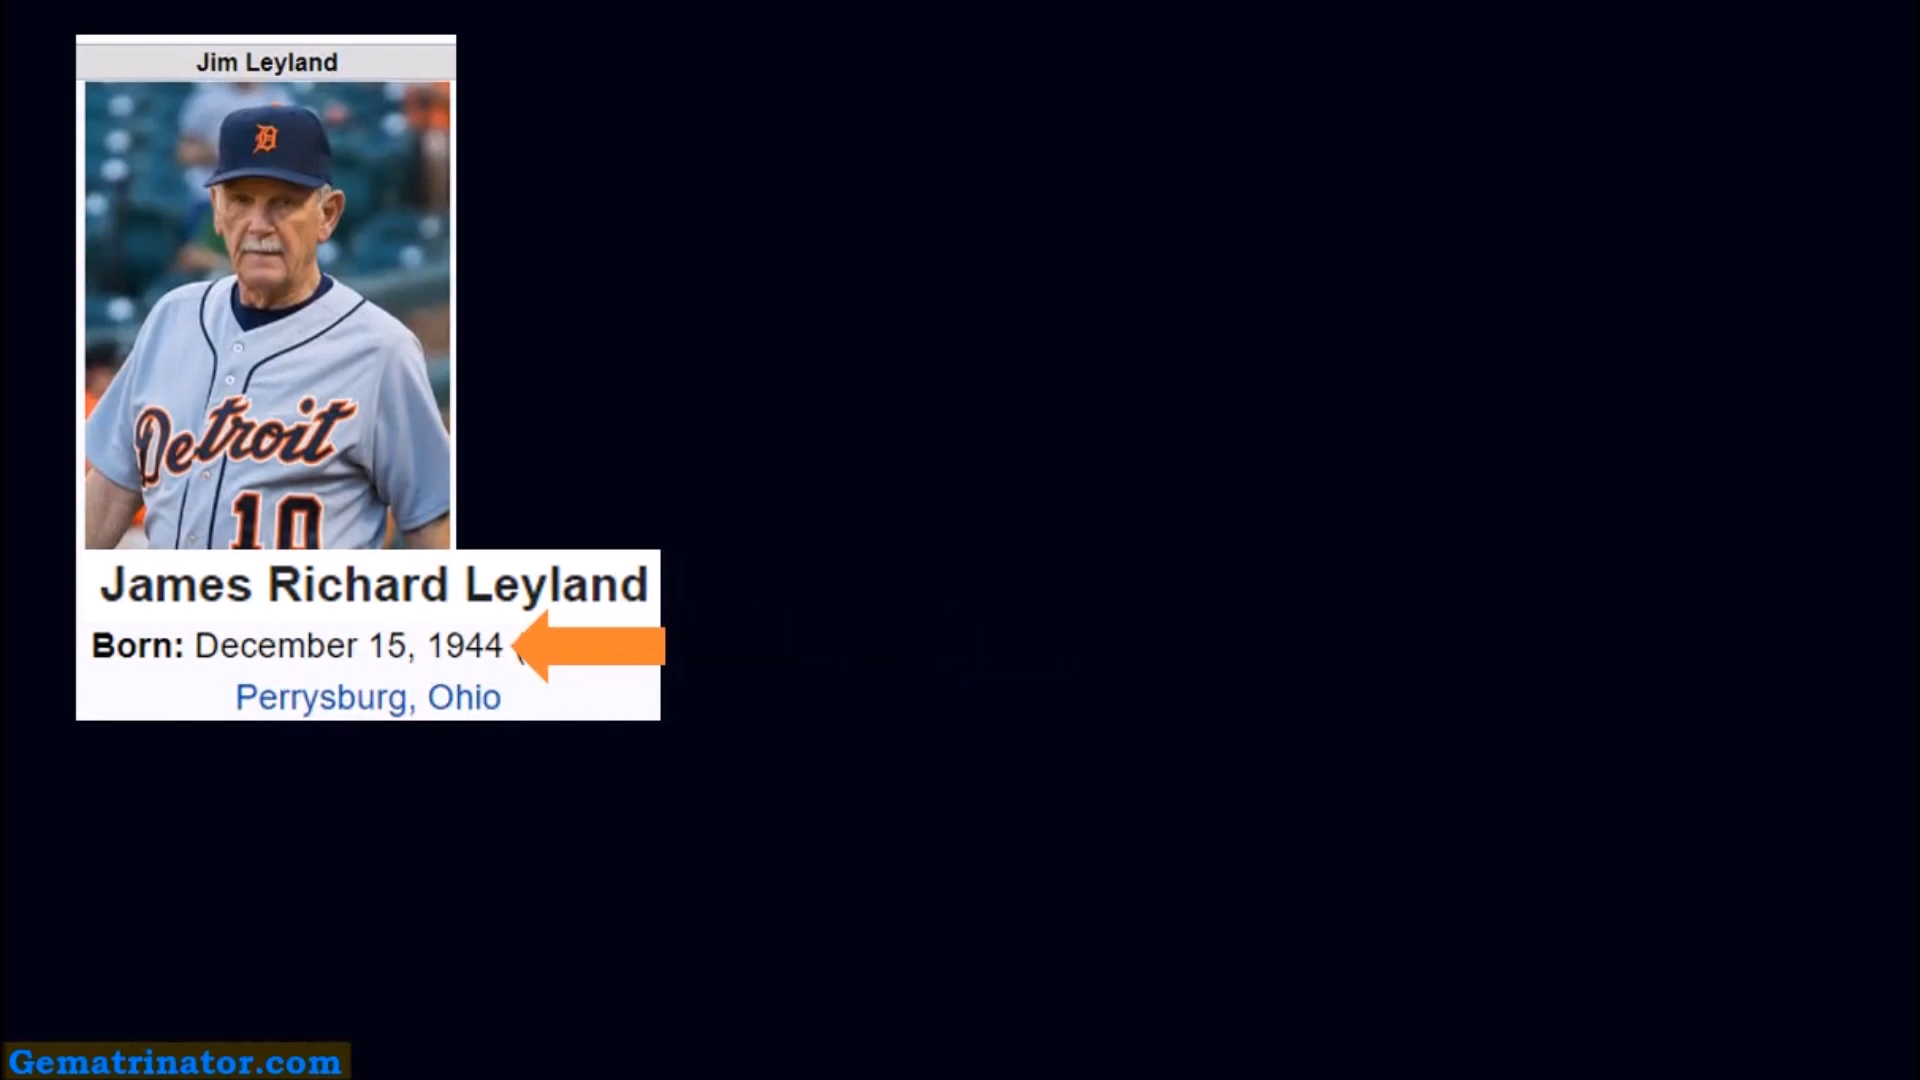 Jim Leyland
D
Detroit
10
James Richard Leyland
Born: December 15, 1944 (
Perrysburg, Ohio
Gematrinator.com